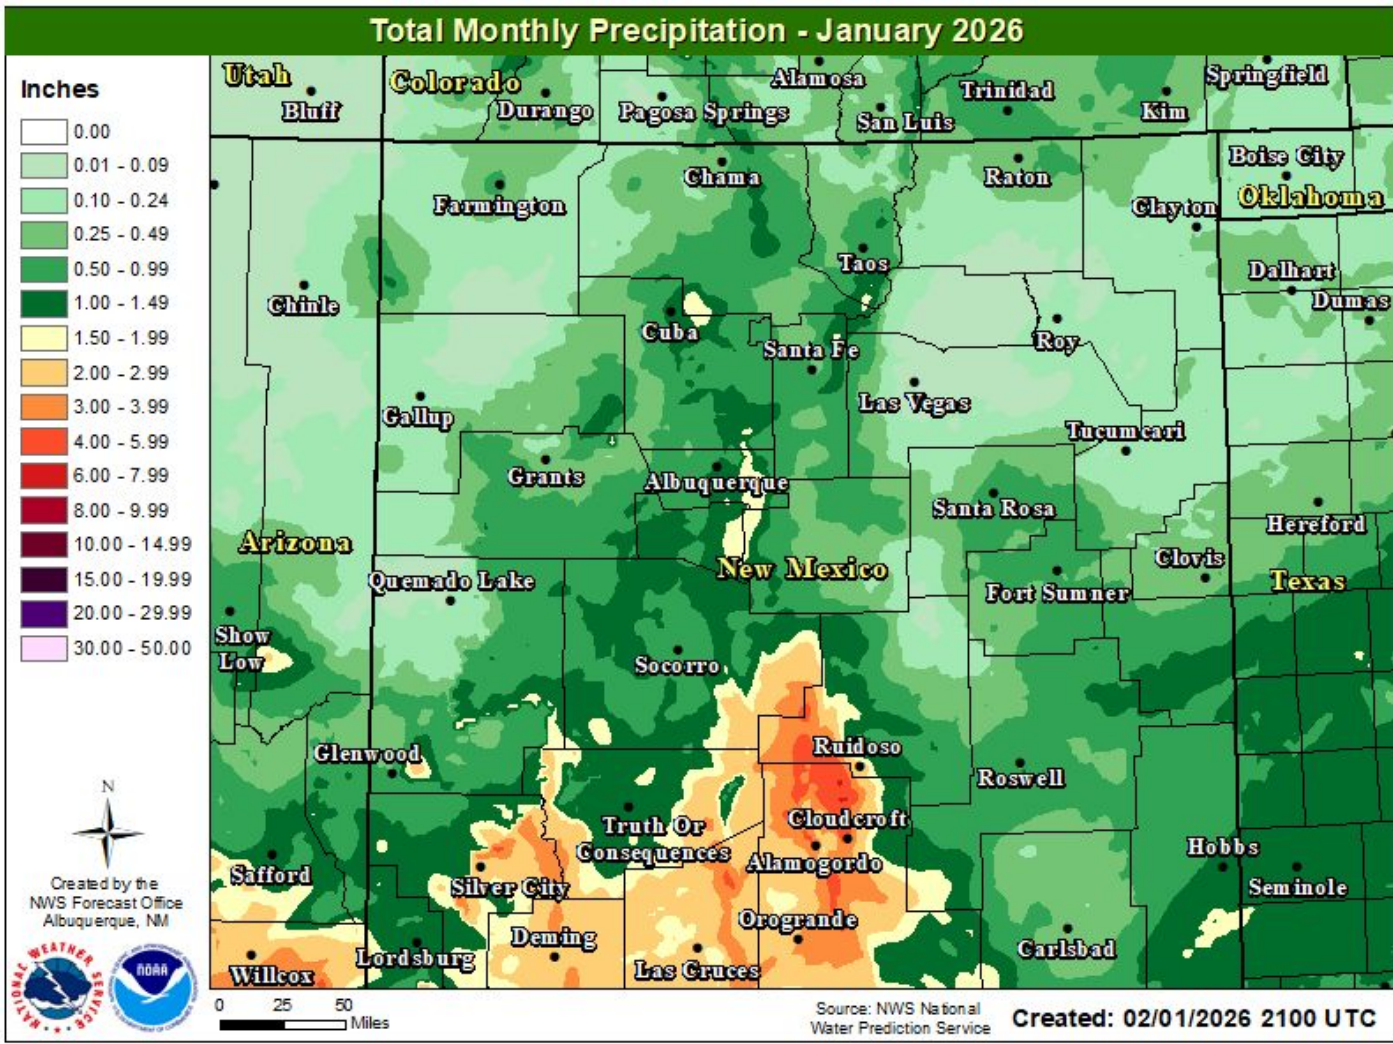 Total Monthly Precipitation - January 2026
Inches
0.00
0.01 - 0.09
0.10 - 0.24
0.25 - 0.49
0.50 - 0.99
1.00 - 1.49
1.50 - 1.99
2.00 - 2.99
3.00 - 3.99
4.00 - 5.99
6.00 - 7.99
8.00 - 9.99
10.00 - 14.99
15.00 - 19.99
20.00 - 29.99
30.00 - 50.00
N
Created by the
NWS Forecast Office
Albuquerque, NM
NATIONAL WEATHER SERVICE
NOAA
Utah
Colorado
Alamosa
Springfield
Bluff
Durango
Pagosa Springs
San Luis
Trinidad
Kim
Boise City
Chama
Raton
Oklahoma
Farmington
Clayton
Taos
Dalhart
Chinle
Dumas
Cuba
Santa Fe
Roy
Gallup
Las Vegas
Tucumcari
Grants
Albuquerque
Santa Rosa
Hereford
Arizona
New Mexico
Clovis
Quemado Lake
Fort Sumner
Texas
Show
Low
Socorro
Glenwood
Ruidoso
Roswell
Truth Or
Consequences
Cloudcroft
Alamogordo
Hobbs
Safford
Silver City
Seminole
Orogrande
Deming
Carlsbad
Willcox
Lordsburg
Las Cruces
0 25 50
Miles
Source: NWS National
Water Prediction Service
Created: 02/01/2026 2100 UTC